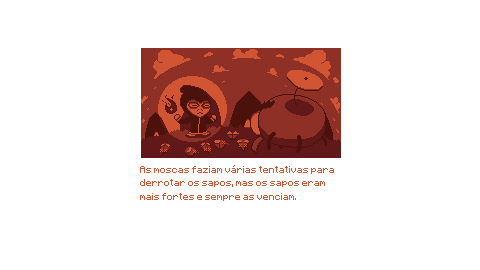 As moscas faziam várias tentativas para
derrotar os sapos, mas os sapos eram
mais fortes e sempre as venciam.